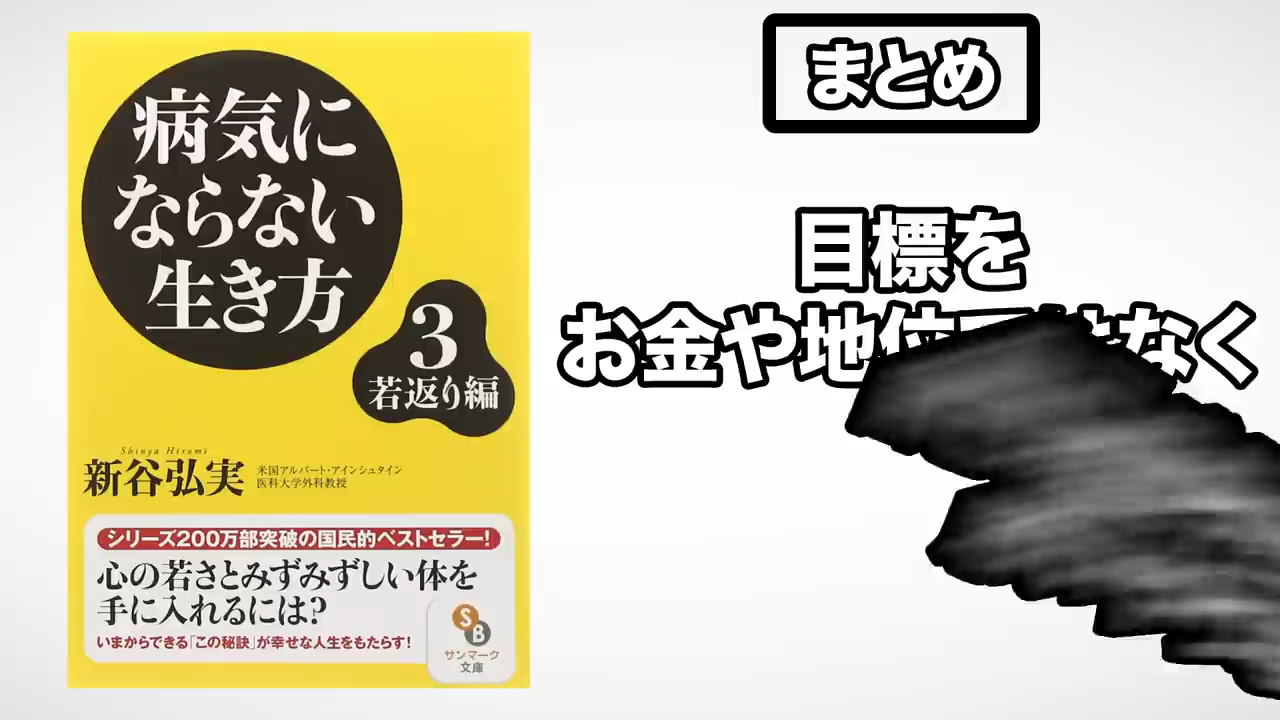 病気に
ならない
生き方
3
若返り編
Shinya Hiromi
新谷弘実
米国アルバート・アインシュタイン
医科大学外科教授
シリーズ200万部突破の国民的ベストセラー!
心の若さとみずみずしい体を
手に入れるには?
いまからできる「この秘訣」が幸せな人生をもたらす!
SB
サンマーク
文庫
まとめ
目標を
お金や地位 なく